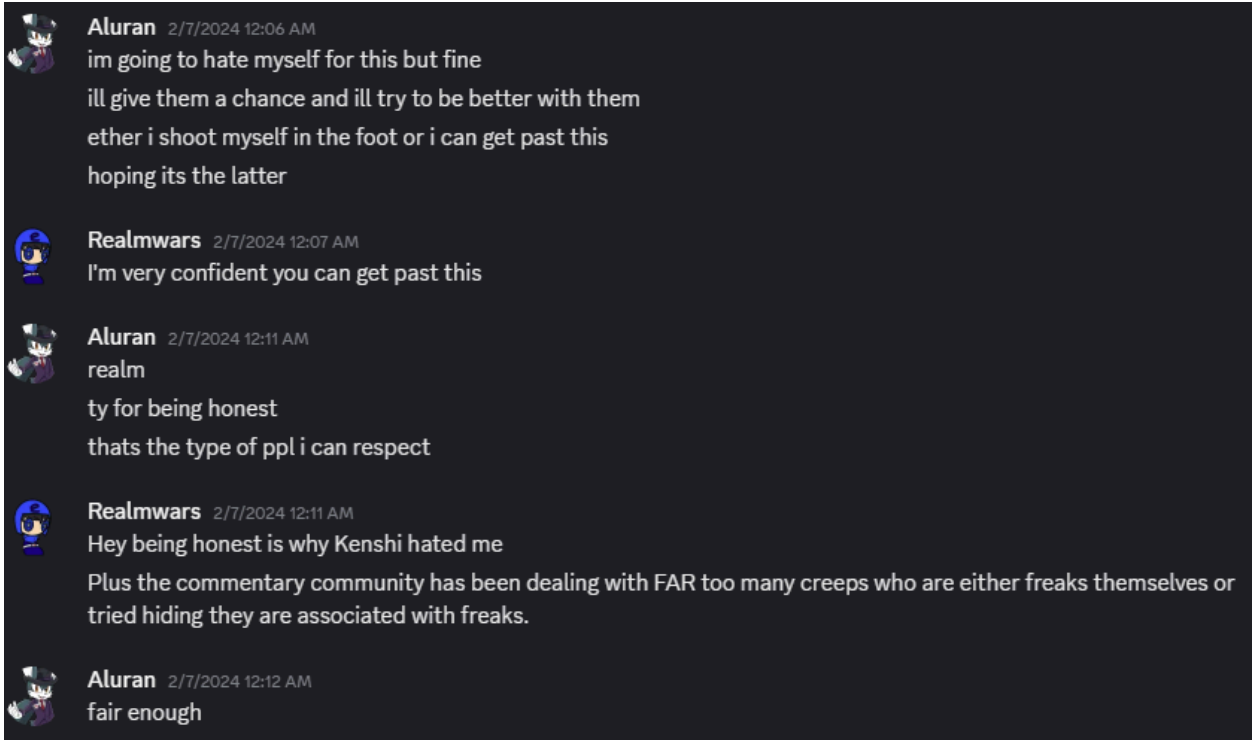 Aluran 2/7/2024 12:06 AM
im going to hate myself for this but fine
ill give them a chance and ill try to be better with them
ether i shoot myself in the foot or i can get past this
hoping its the latter
Realmwars 2/7/2024 12:07 AM
I'm very confident you can get past this
Aluran 2/7/2024 12:11 AM
realm
ty for being honest
thats the type of ppl i can respect
Realmwars 2/7/2024 12:11 AM
Hey being honest is why Kenshi hated me
Plus the commentary community has been dealing with FAR too many creeps who are either freaks themselves or
tried hiding they are associated with freaks.
Aluran 2/7/2024 12:12 AM
fair enough